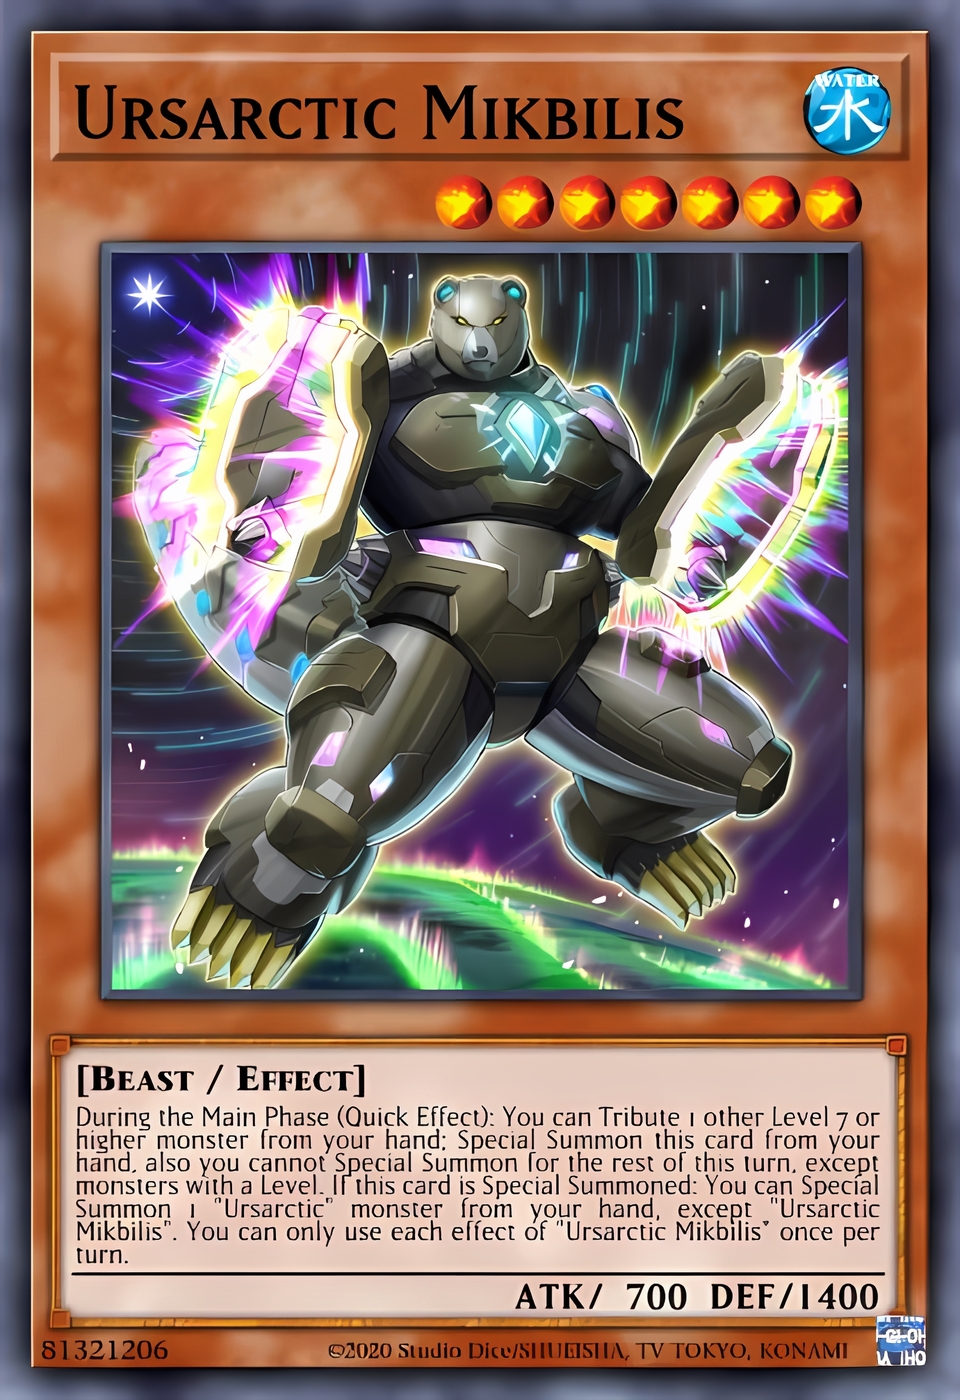 URSARCTIC MIKBILIS
WATER
水
[BEAST / EFFECT]
During the Main Phase (Quick Effect): You can Tribute 1 other Level 7 or
higher monster from your hand; Special Summon this card from your
hand, also you cannot Special Summon for the rest of this turn, except
monsters with a Level. If this card is Special Summoned: You can Special
Summon 1 "Ursarctic" monster from your hand, except "Ursarctic
Mikbilis". You can only use each effect of "Ursarctic Mikbilis" once per
turn.
ATK/ 700 DEF/1400
81321206
©2020 Studio Dice/SHUEISHA, TV TOKYO, KONAMI